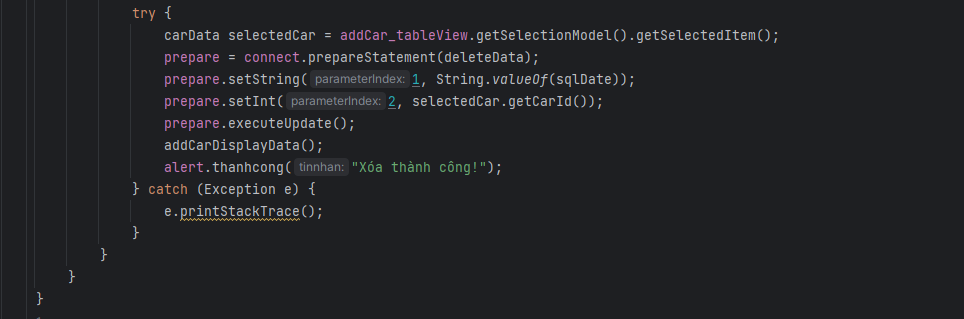 try {
carData selectedCar = addCar_tableView.getSelectionModel().getSelectedItem();
prepare = connect.prepareStatement(deleteData);
prepare.setString( parameterIndex: 1, String.valueOf(sqlDate));
prepare.setInt( parameterIndex: 2, selectedCar.getCarId());
prepare.executeUpdate();
addCarDisplayData();
alert.thanhcong( tinnhan: "Xóa thành công!");
} catch (Exception e) {
e.printStackTrace();
}
}
}
}